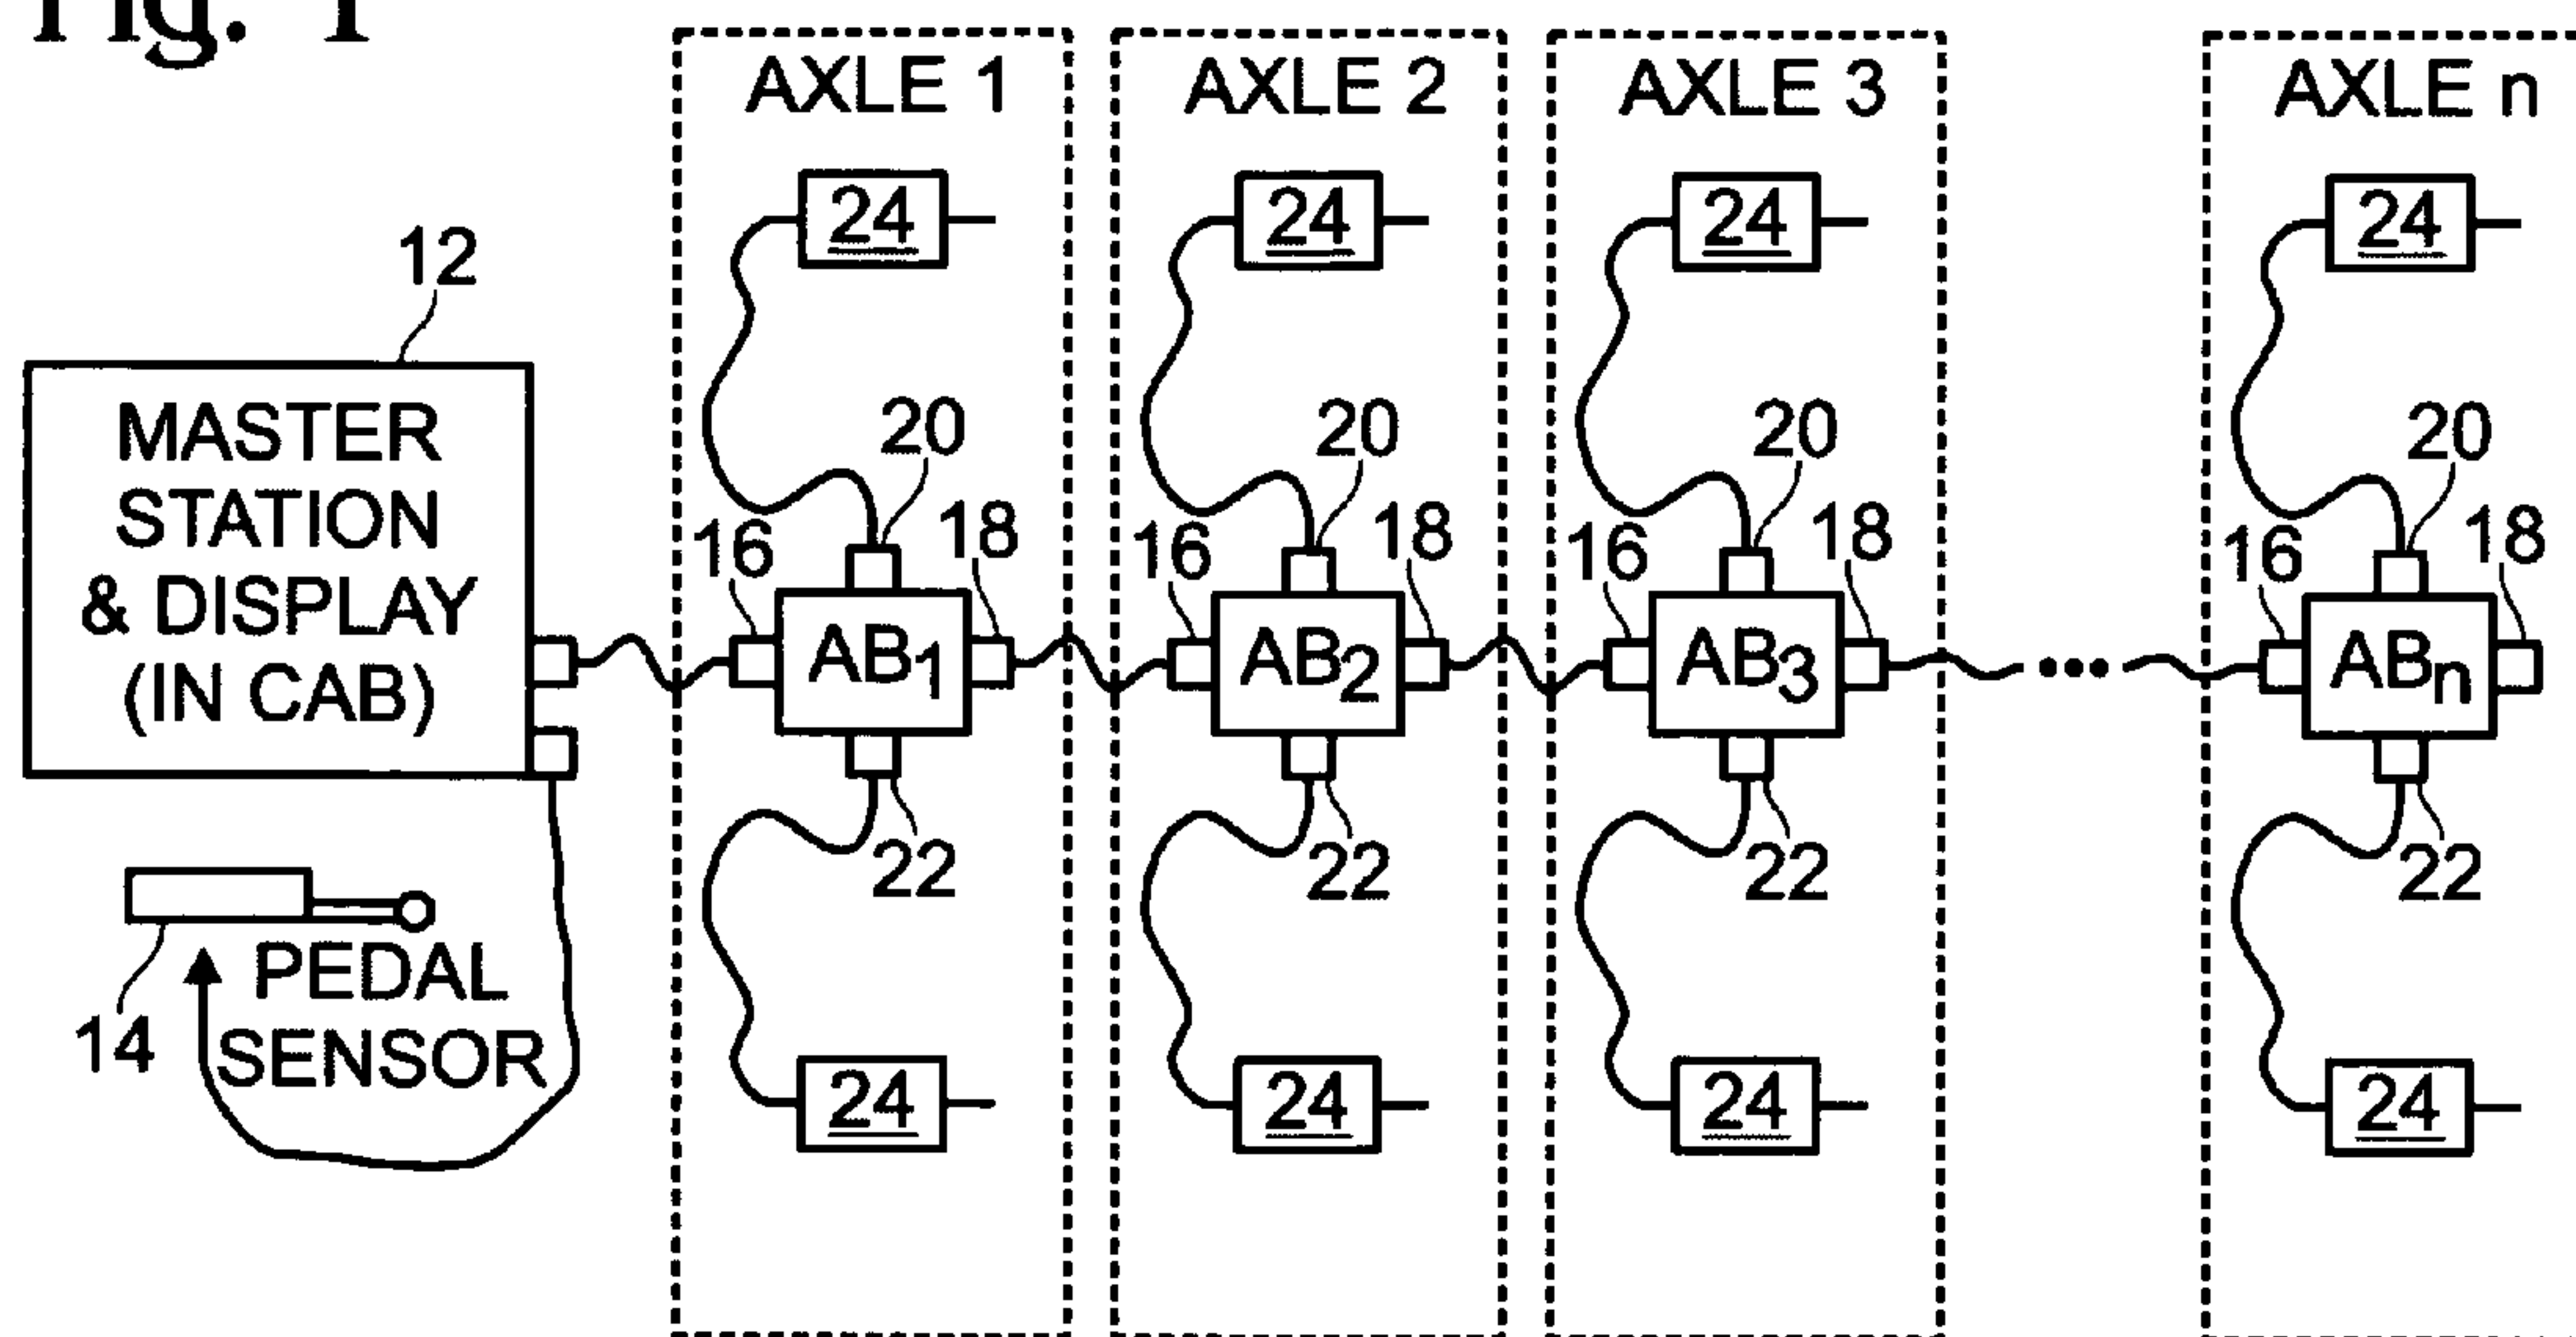 Fig. 1
AXLE 1
AXLE 2
AXLE 3
AXLE n
24
24
24
24
12
MASTER
STATION
& DISPLAY
(IN CAB)
20
20
20
20
16
18
16
18
16
18
16
18
AB1
AB2
AB3
ABn
22
22
22
22
14
PEDAL
SENSOR
24
24
24
24